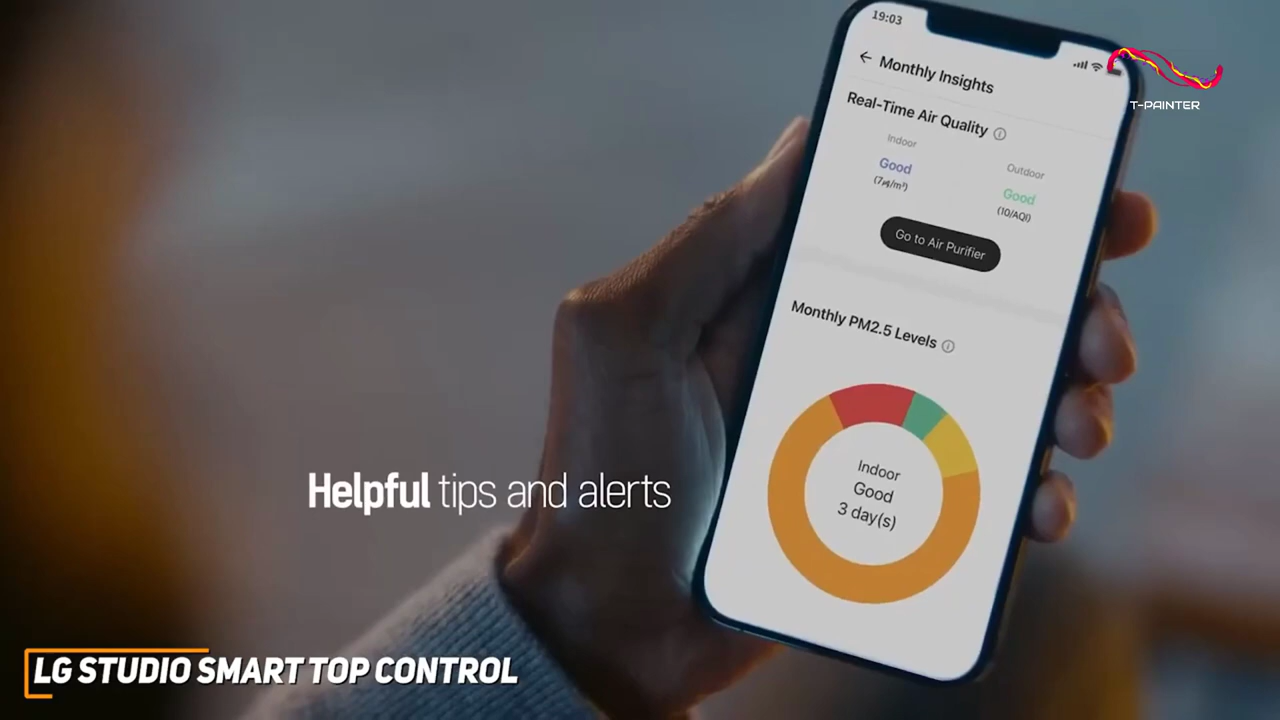 19:03
← Monthly Insights
Real-Time Air Quality ⓘ
Indoor
Outdoor
Good
Good
(7㎍/m³)
(10/AQI)
Go to Air Purifier
Monthly PM2.5 Levels ⓘ
Indoor
Good
3 day(s)
Helpful tips and alerts
LG STUDIO SMART TOP CONTROL
T-PAINTER